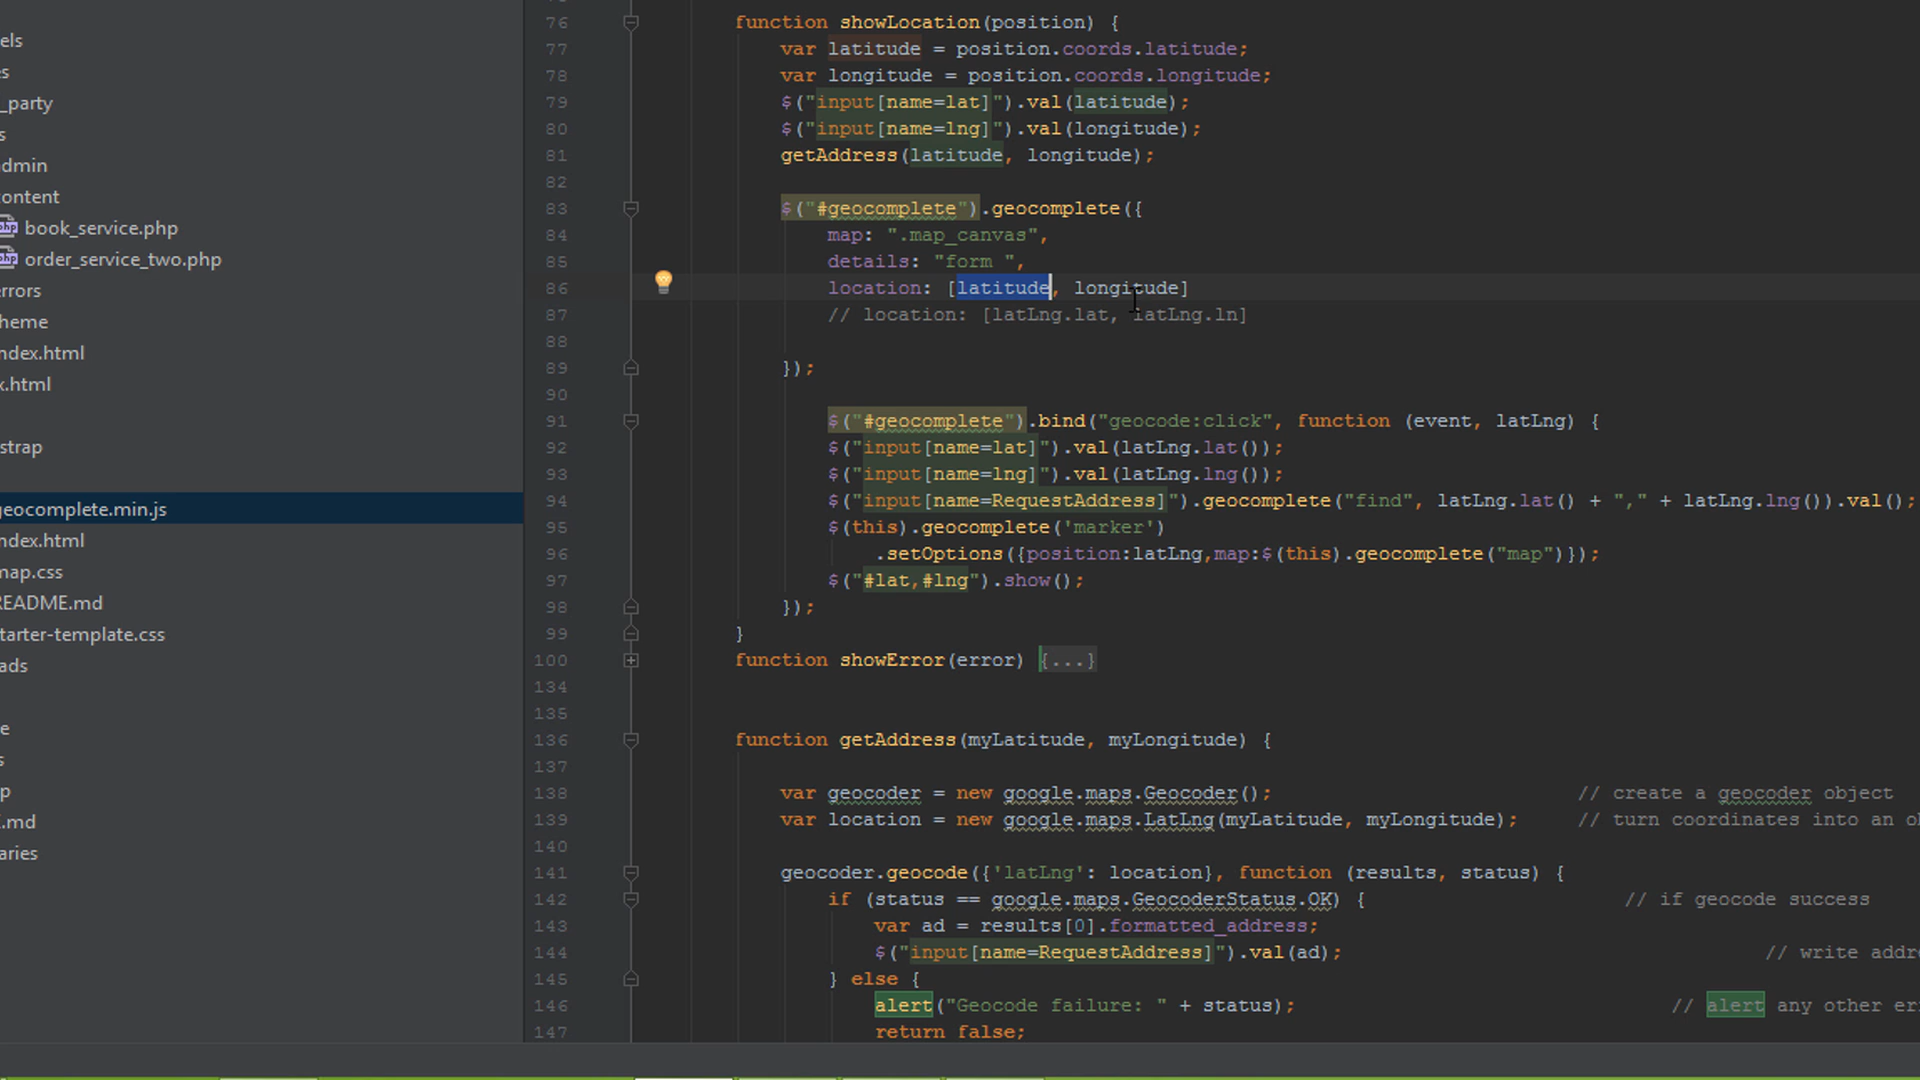 els
s
_party
s
admin
content
book_service.php
order_service_two.php
errors
heme
ndex.html
x.html
strap
geocomplete.min.js
ndex.html
map.css
README.md
tarter-template.css
ads
e
s
p
.md
aries
76 function showLocation(position) {
77 var latitude = position.coords.latitude;
78 var longitude = position.coords.longitude;
79 $("input[name=lat]").val(latitude);
80 $("input[name=lng]").val(longitude);
81 getAddress(latitude, longitude);
82
83 $("#geocomplete").geocomplete({
84 map: ".map_canvas",
85 details: "form ",
86 location: [latitude, longitude]
87 // location: [latLng.lat, latLng.ln]
88
89 });
90
91 $("#geocomplete").bind("geocode:click", function (event, latLng) {
92 $("input[name=lat]").val(latLng.lat());
93 $("input[name=lng]").val(latLng.lng());
94 $("input[name=RequestAddress]").geocomplete("find", latLng.lat() + "," + latLng.lng()).val();
95 $(this).geocomplete('marker')
96 .setOptions({position:latLng,map:$(this).geocomplete("map")});
97 $("#lat,#lng").show();
98 });
99 }
100 function showError(error) {...}
134
135
136 function getAddress(myLatitude, myLongitude) {
137
138 var geocoder = new google.maps.Geocoder(); // create a geocoder object
139 var location = new google.maps.LatLng(myLatitude, myLongitude); // turn coordinates into an o
140
141 geocoder.geocode({'latLng': location}, function (results, status) {
142 if (status == google.maps.GeocoderStatus.OK) { // if geocode success
143 var ad = results[0].formatted_address;
144 $("input[name=RequestAddress]").val(ad); // write addr
145 } else {
146 alert("Geocode failure: " + status); // alert any other er
147 return false;